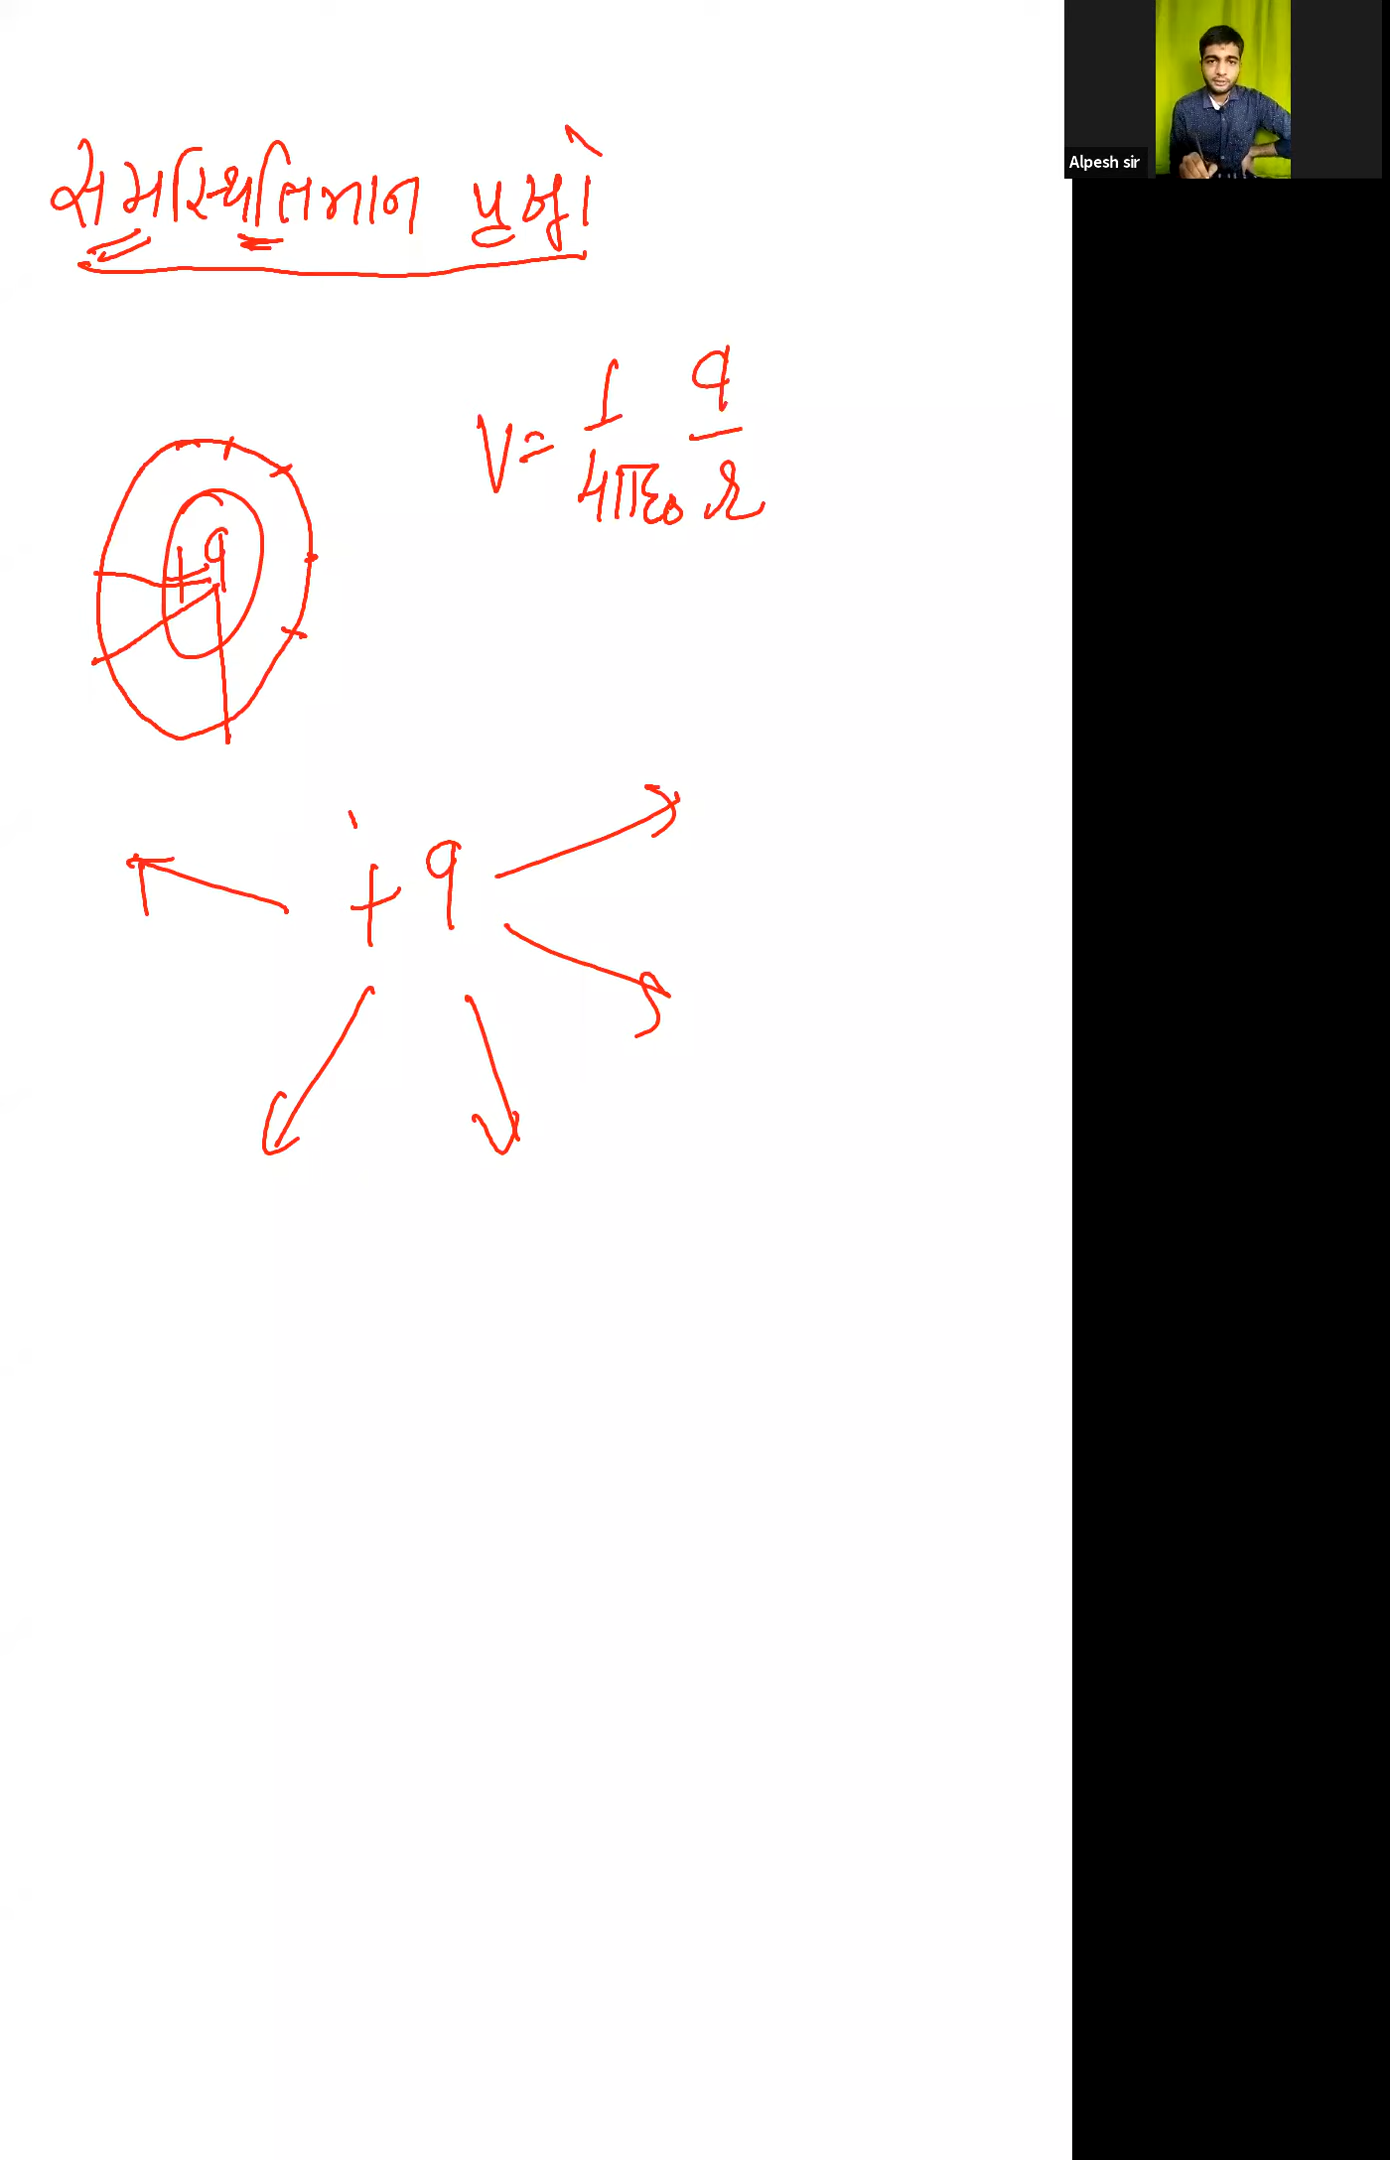 સમસ્થિતિમાન પૃષ્ઠો
Alpesh sir
V = 1/4πε₀ q/r
+q
+q